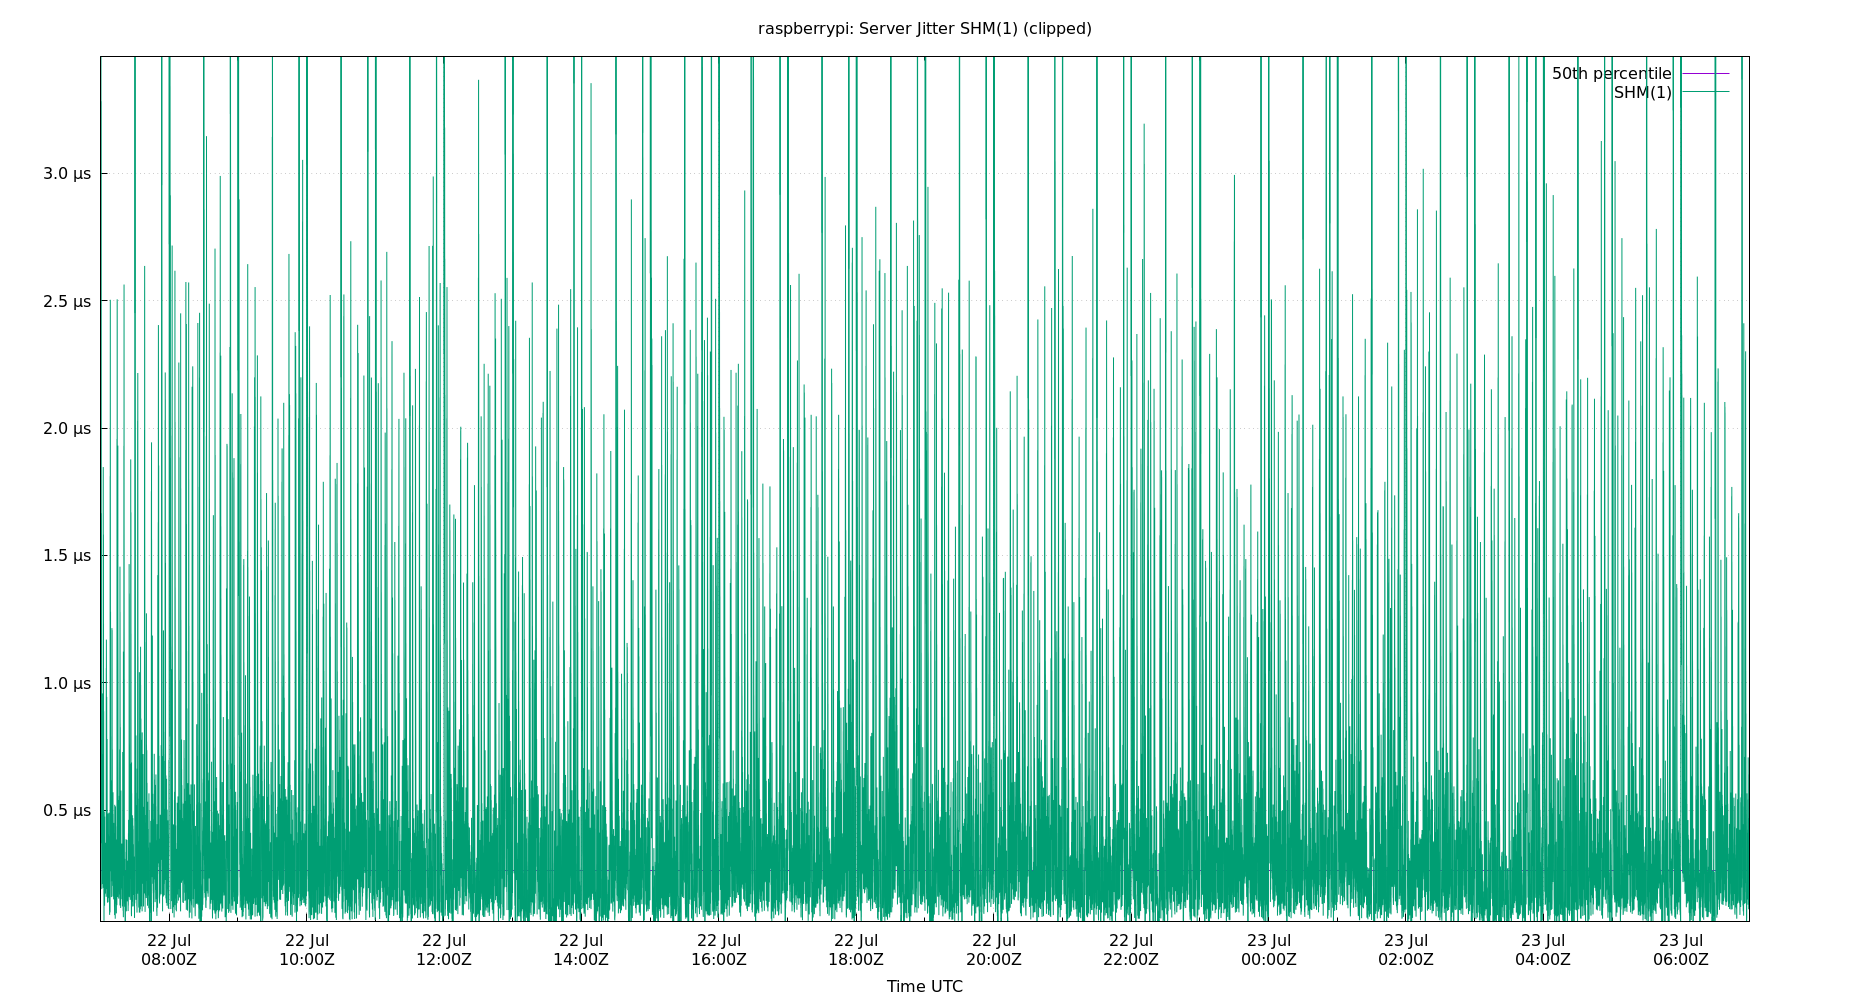 raspberrypi: Server Jitter SHM(1) (clipped)
50th percentile
SHM(1)
3.0 µs
2.5 µs
2.0 µs
1.5 µs
1.0 µs
0.5 µs
22 Jul 22 Jul 22 Jul 22 Jul 22 Jul 22 Jul 22 Jul 22 Jul 23 Jul 23 Jul 23 Jul 23 Jul
08:00Z 10:00Z 12:00Z 14:00Z 16:00Z 18:00Z 20:00Z 22:00Z 00:00Z 02:00Z 04:00Z 06:00Z
Time UTC